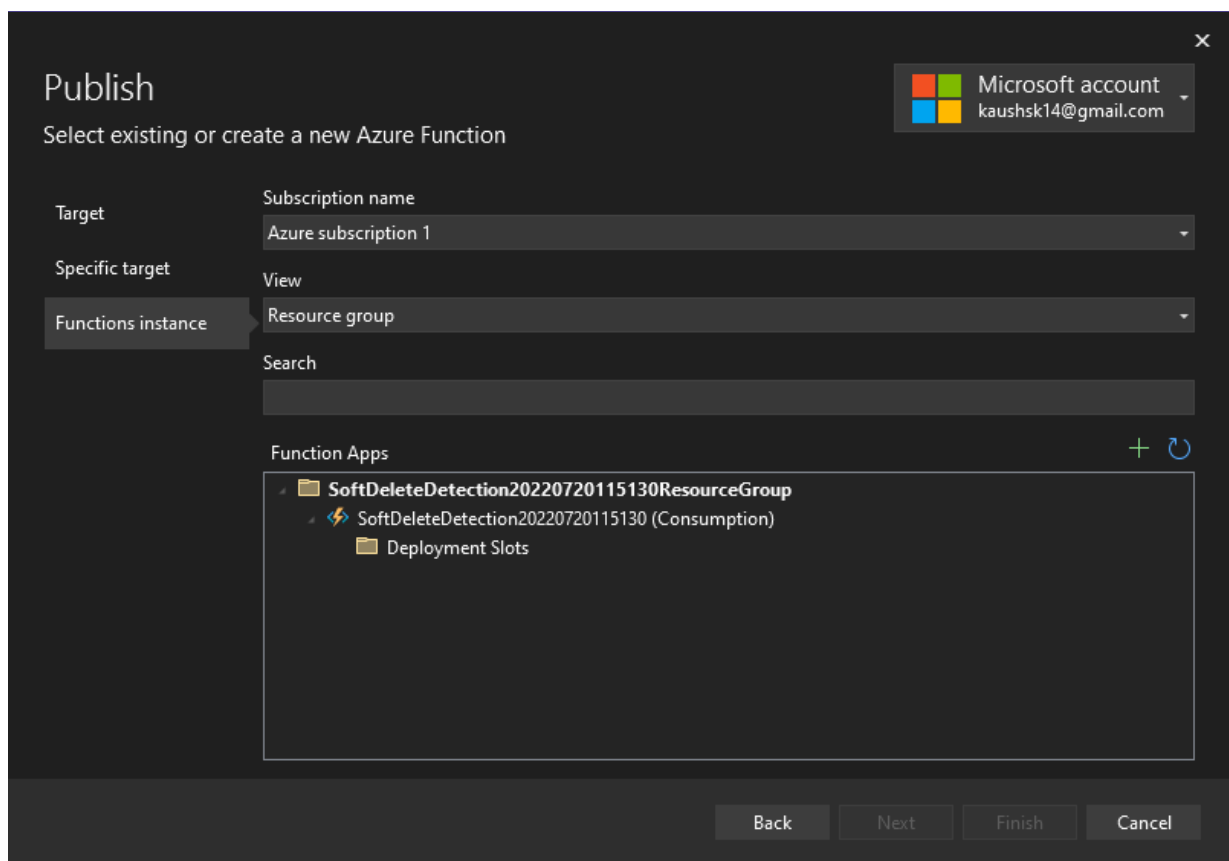 Publish
Microsoft account
kaushsk14@gmail.com
Select existing or create a new Azure Function
Target
Specific target
Functions instance
Subscription name
Azure subscription 1
View
Resource group
Search
Function Apps
SoftDeleteDetection20220720115130ResourceGroup
SoftDeleteDetection20220720115130 (Consumption)
Deployment Slots
Back
Next
Finish
Cancel